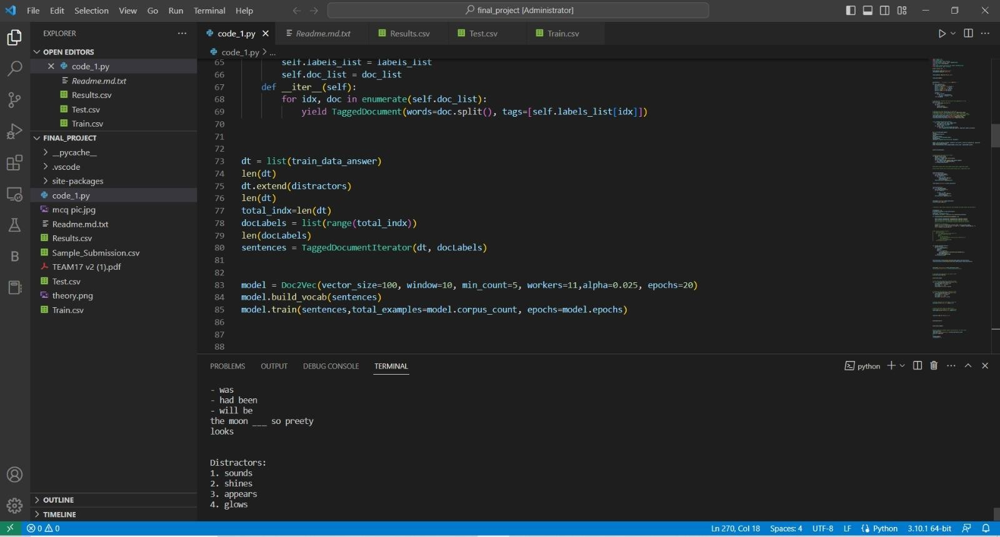 File Edit Selection View Go Run Terminal Help
final_project [Administrator]
EXPLORER
OPEN EDITORS
code_1.py
Readme.md.txt
Results.csv
Test.csv
Train.csv
FINAL_PROJECT
__pycache__
.vscode
site-packages
code_1.py
mcq pic.jpg
Readme.md.txt
Results.csv
Sample_Submission.csv
TEAM17 v2 (1).pdf
Test.csv
theory.png
Train.csv
OUTLINE
TIMELINE
code_1.py Readme.md.txt Results.csv Test.csv Train.csv
code_1.py > ...
65 self.labels_list = labels_list
66 self.doc_list = doc_list
67 def __iter__(self):
68 for idx, doc in enumerate(self.doc_list):
69 yield TaggedDocument(words=doc.split(), tags=[self.labels_list[idx]])
70
71
72
73 dt = list(train_data_answer)
74 len(dt)
75 dt.extend(distractors)
76 len(dt)
77 total_indx=len(dt)
78 docLabels = list(range(total_indx))
79 len(docLabels)
80 sentences = TaggedDocumentIterator(dt, docLabels)
81
82
83 model = Doc2Vec(vector_size=100, window=10, min_count=5, workers=11,alpha=0.025, epochs=20)
84 model.build_vocab(sentences)
85 model.train(sentences,total_examples=model.corpus_count, epochs=model.epochs)
86
87
88
PROBLEMS OUTPUT DEBUG CONSOLE TERMINAL
python
- was
- had been
- will be
the moon ___ so preety
looks
Distractors:
1. sounds
2. shines
3. appears
4. glows
0 0
Ln 270, Col 18 Spaces: 4 UTF-8 LF Python 3.10.1 64-bit